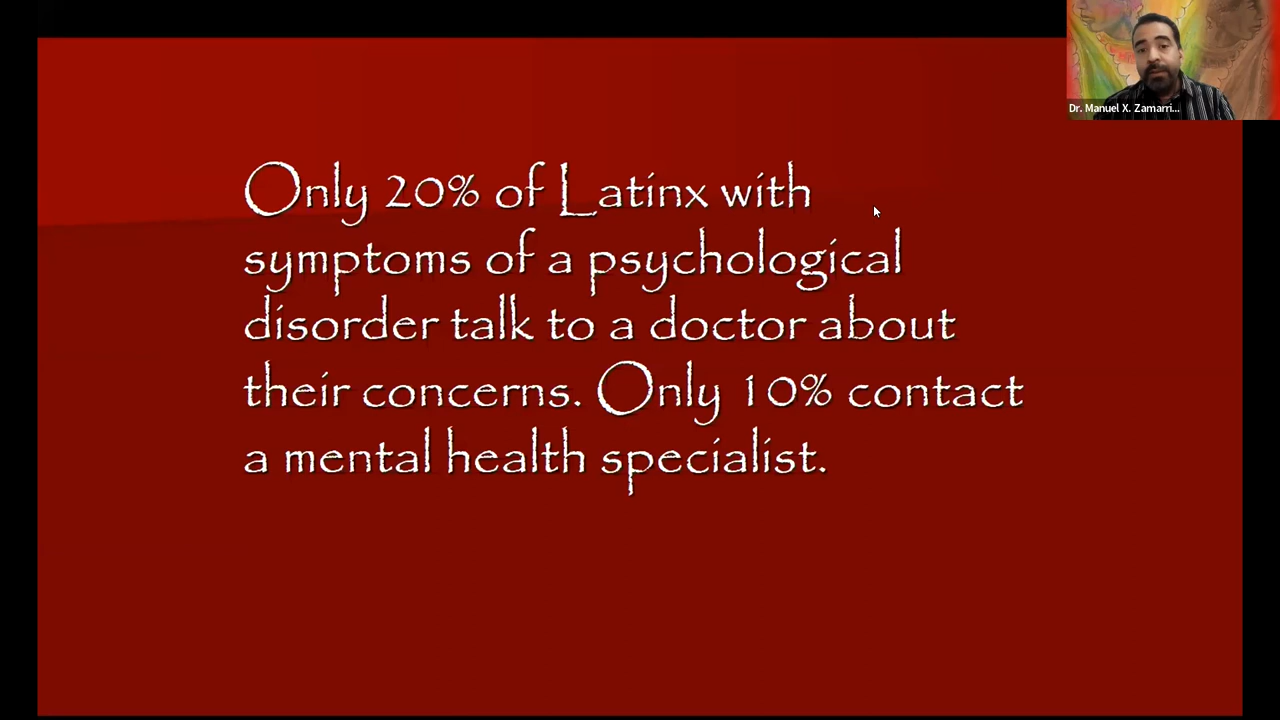 Dr. Manuel X. Zamarri...
Only 20% of Latinx with
symptoms of a psychological
disorder talk to a doctor about
their concerns. Only 10% contact
a mental health specialist.